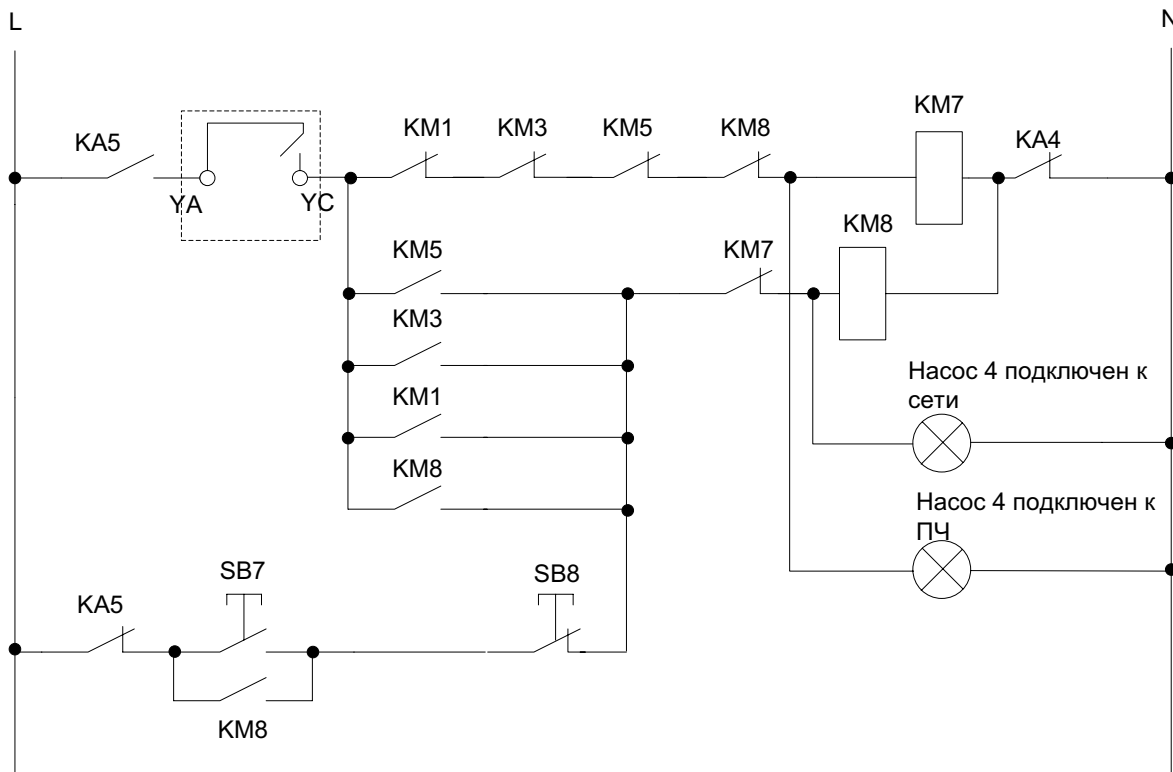 L
N
KM7
KM1
KM3
KM5
KM8
KA5
KA4
YA
YC
KM8
KM5
KM7
KM3
Насос 4 подключен к
сети
KM1
KM8
Насос 4 подключен к
ПЧ
SB7
SB8
KA5
KM8